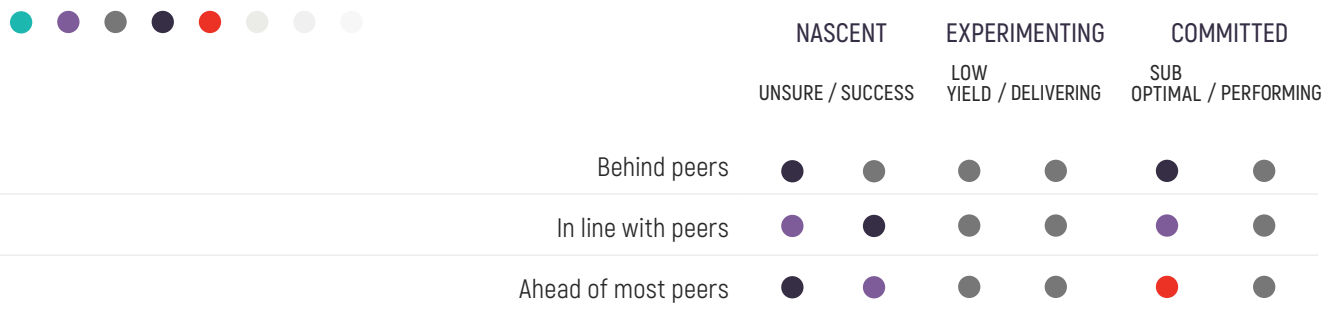 NASCENT EXPERIMENTING COMMITTED
UNSURE / SUCCESS LOW YIELD / DELIVERING SUB OPTIMAL / PERFORMING
Behind peers
In line with peers
Ahead of most peers